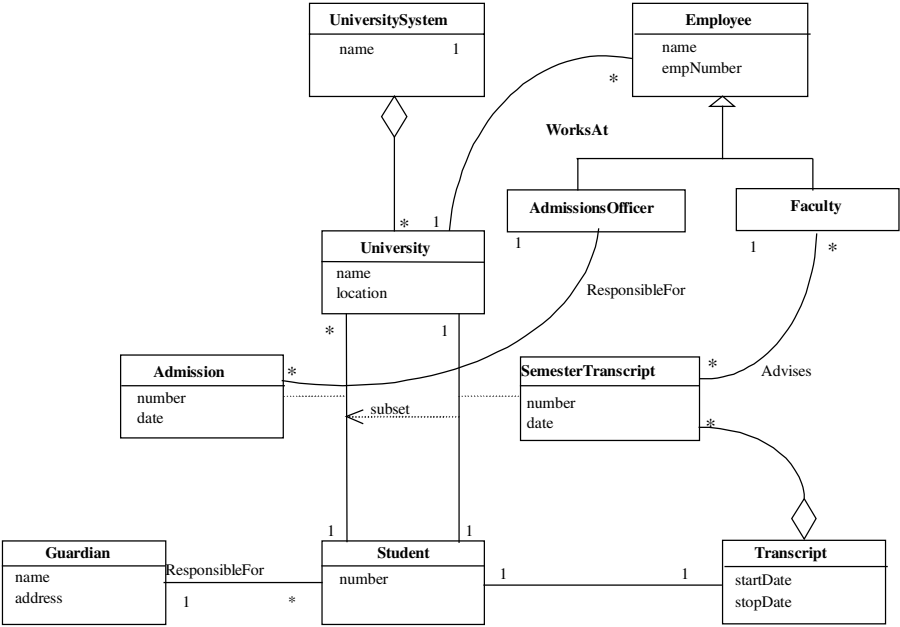 UniversitySystem
name 1
Employee
name
empNumber
*
WorksAt
AdmissionsOfficer
1
Faculty
1 *
* 1
University
name
location
* 1
ResponsibleFor
Admission
number
date
*
subset
SemesterTranscript
number
date
*
Advises
*
1 1
Guardian
name
address
ResponsibleFor
1 *
Student
number
1 1
Transcript
startDate
stopDate